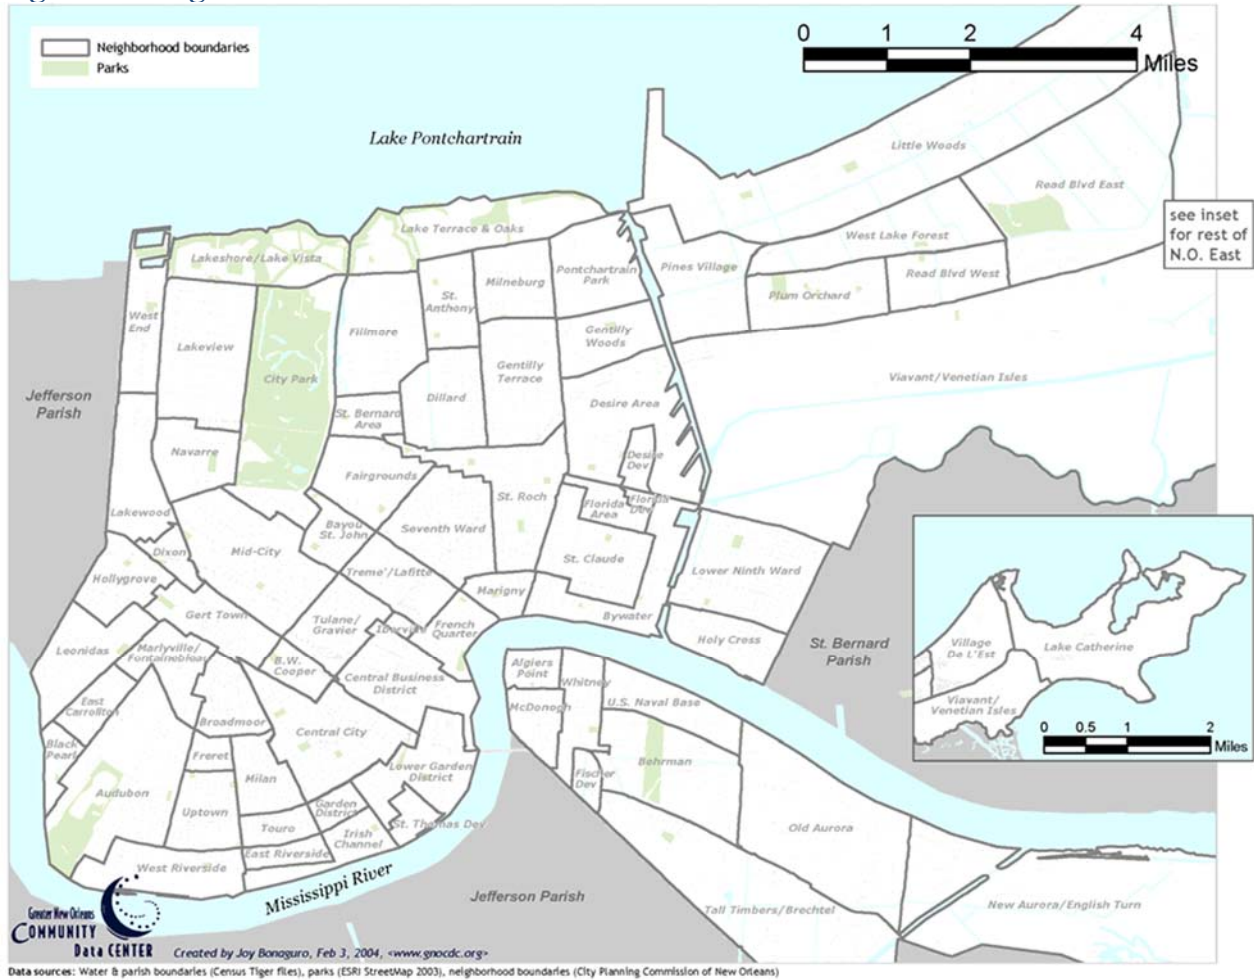 Neighborhood boundaries
Parks
0 1 2 4
Miles
Lake Pontchartrain
Little Woods
Read Blvd East
see inset
for rest of
N.O. East
Lake Terrace & Oaks
West Lake Forest
Lakeshore/Lake Vista
Pines Village
Pontchartrain
Park
Read Blvd West
Milneburg
Plum Orchard
St.
Anthony
West
End
Fillmore
Gentilly
Woods
Lakeview
Gentilly
Terrace
City Park
Viavant/Venetian Isles
Jefferson
Parish
Dillard
Desire Area
St. Bernard
Area
Navarre
Desire
Dev
Fairgrounds
St. Roch
Florida
Area
Florida
Dev
Lakewood
Bayou
St. John
Seventh Ward
Dixon
Mid-City
St. Claude
Lower Ninth Ward
Hollygrove
Treme'/Lafitte
Marigny
Gert Town
Tulane/
Gravier
Iberville
French
Quarter
Bywater
Holy Cross
St. Bernard
Parish
Leonidas
Marlyville/
Fontainebleau
B.W.
Cooper
Central Business
District
Algiers
Point
Whitney
U.S. Naval Base
McDonogh
East
Carrollton
Broadmoor
Central City
Black
Pearl
Freret
Milan
Lower Garden
District
Fischer
Dev
Behrman
Audubon
Uptown
Garden
District
Touro
Irish
Channel
St. Thomas Dev
Old Aurora
East Riverside
West Riverside
Mississippi River
Jefferson Parish
Tall Timbers/Brechtel
New Aurora/English Turn
Village
De L'Est
Lake Catherine
Viavant/
Venetian Isles
0 0.5 1 2
Miles
Greater New Orleans
COMMUNITY
Data CENTER
Created by Joy Bonaguro, Feb 3, 2004, <www.gnocdc.org>
Data sources: Water & parish boundaries (Census Tiger files), parks (ESRI StreetMap 2003), neighborhood boundaries (City Planning Commission of New Orleans)